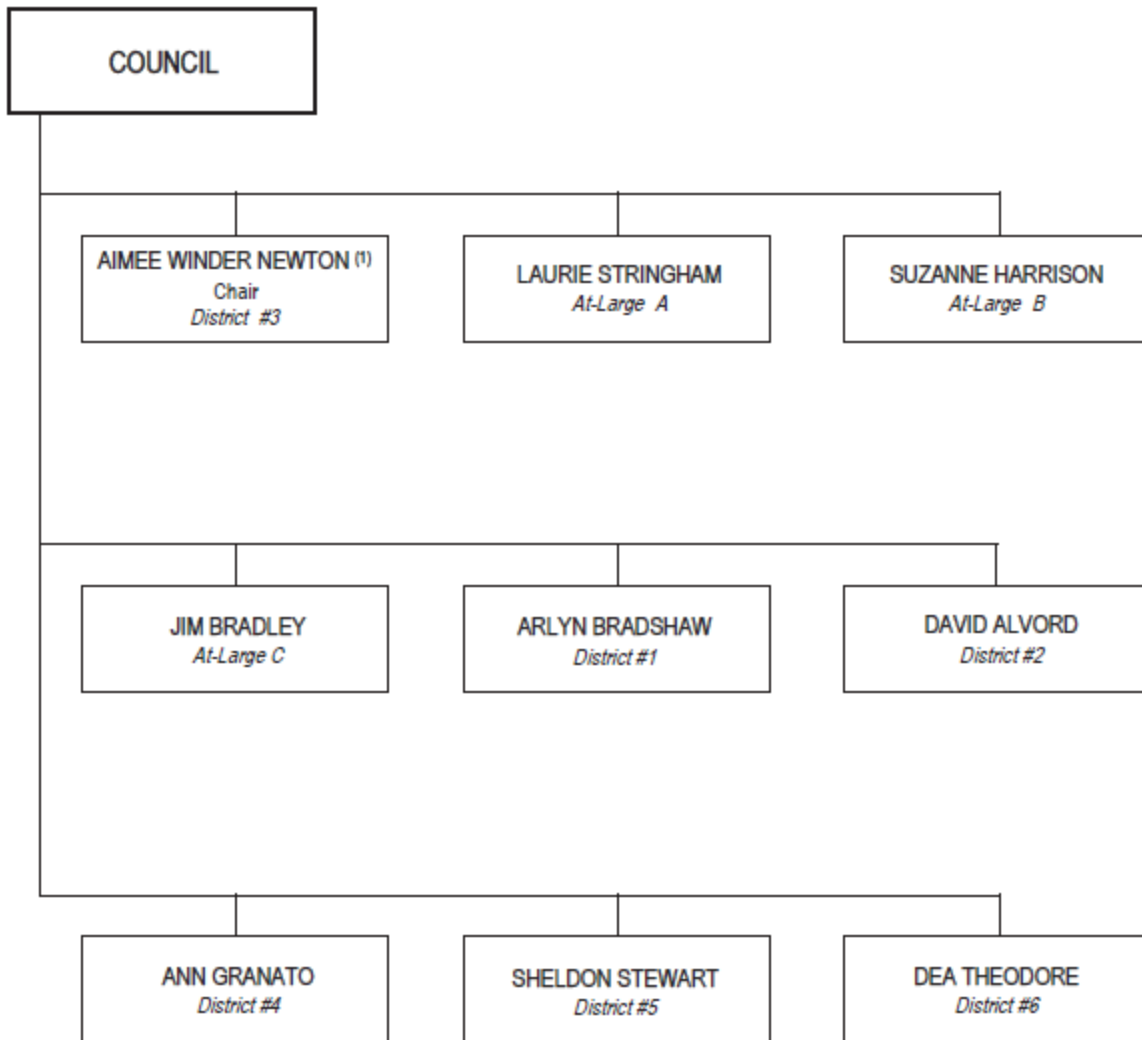 COUNCIL
AIMEE WINDER NEWTON (1)
Chair
District #3
LAURIE STRINGHAM
At-Large A
SUZANNE HARRISON
At-Large B
JIM BRADLEY
At-Large C
ARLYN BRADSHAW
District #1
DAVID ALVORD
District #2
ANN GRANATO
District #4
SHELDON STEWART
District #5
DEA THEODORE
District #6